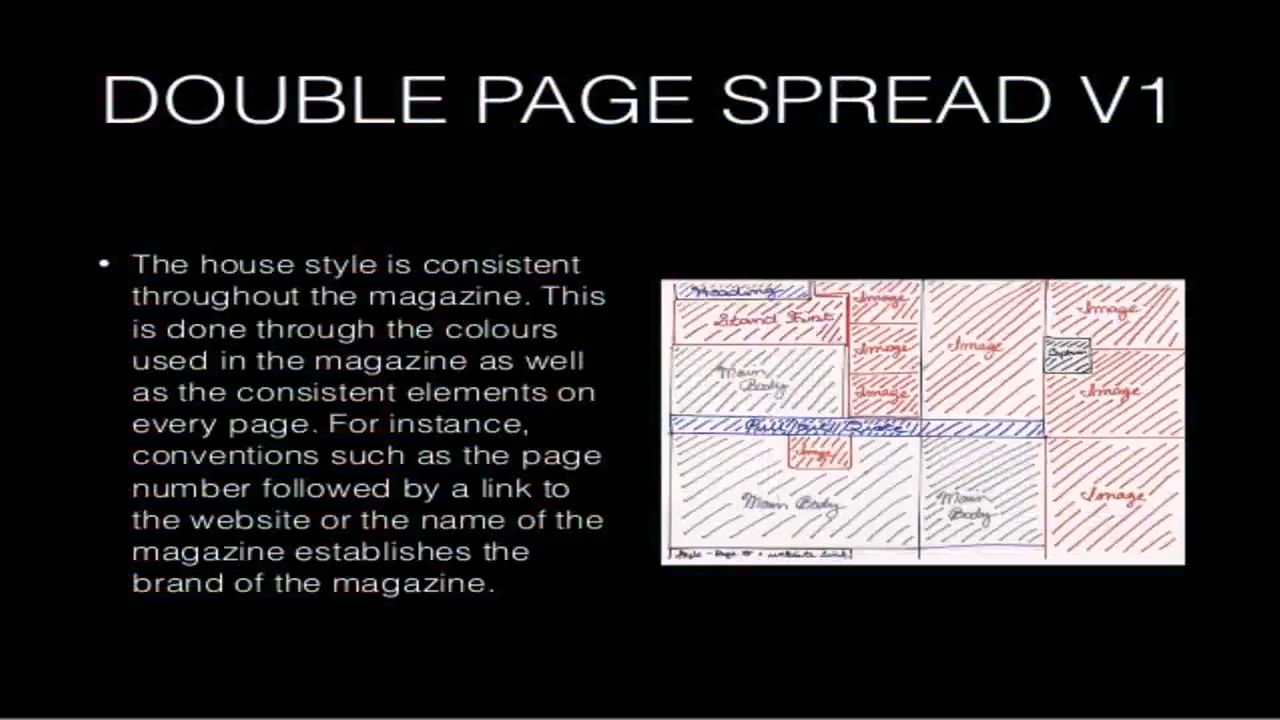 DOUBLE PAGE SPREAD V1
• The house style is consistent
throughout the magazine. This
is done through the colours
used in the magazine as well
as the consistent elements on
every page. For instance,
conventions such as the page
number followed by a link to
the website or the name of the
magazine establishes the
brand of the magazine.
Heading
Stand First
Image
Image
Image
Image
Image
Image
Image
Main
Body
Quote
Image
Main Body
Main
Body